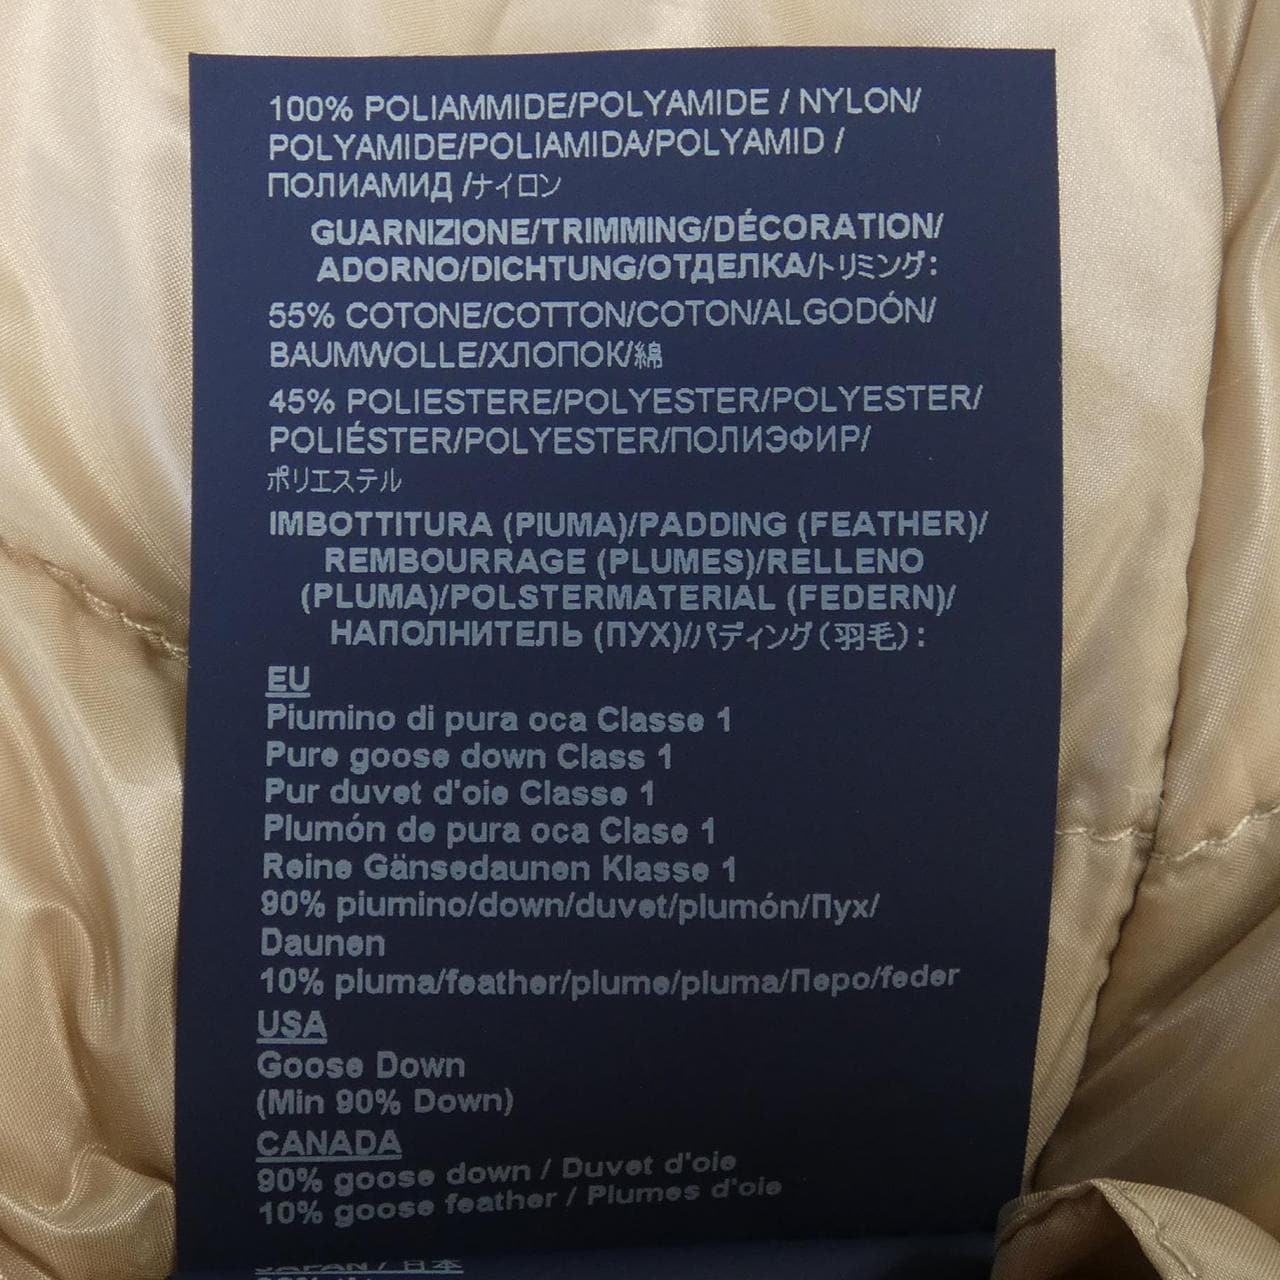 100% POLIAMMIDE/POLYAMIDE / NYLON/
POLYAMIDE/POLIAMIDA/POLYAMID /
ПОЛИАМИД /ナイロン
GUARNIZIONE/TRIMMING/DÉCORATION/
ADORNO/DICHTUNG/ОТДЕЛКА/トリミング:
55% COTONE/COTTON/COTON/ALGODÓN/
BAUMWOLLE/ХЛОПОК/綿
45% POLIESTERE/POLYESTER/POLYESTER/
POLIÉSTER/POLYESTER/ПОЛИЭФИР/
ポリエステル
IMBOTTITURA (PIUMA)/PADDING (FEATHER)/
REMBOURRAGE (PLUMES)/RELLENO
(PLUMA)/POLSTERMATERIAL (FEDERN)/
НАПОЛНИТЕЛЬ (ПУХ)/パディング(羽毛):
EU
Piumino di pura oca Classe 1
Pure goose down Class 1
Pur duvet d'oie Classe 1
Plumón de pura oca Clase 1
Reine Gänsedaunen Klasse 1
90% piumino/down/duvet/plumón/Пух/
Daunen
10% pluma/feather/plume/pluma/Перо/feder
USA
Goose Down
(Min 90% Down)
CANADA
90% goose down / Duvet d'oie
10% goose feather / Plumes d'oie
JAPAN / 日本